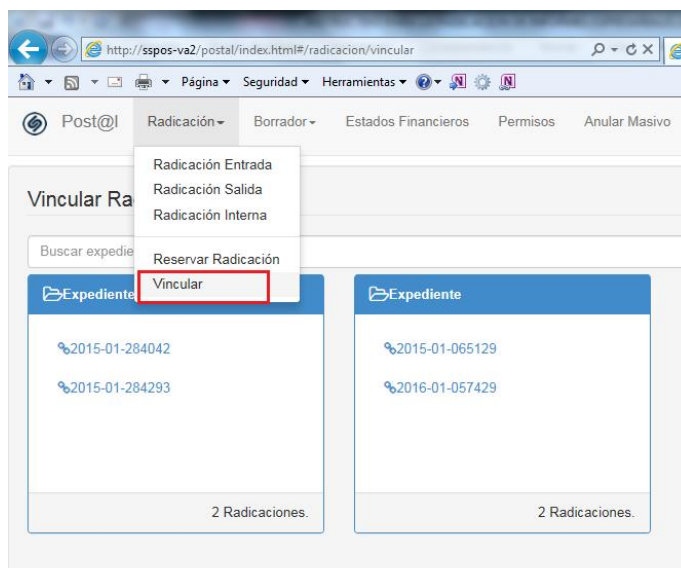 http://sspos-va2/postal/index.html#/radicacion/vincular
Página Seguridad Herramientas
Post@l Radicación Borrador Estados Financieros Permisos Anular Masivo
Radicación Entrada
Radicación Salida
Radicación Interna
Reservar Radicación
Vincular
Vincular Ra
Buscar expedie
Expediente Expediente
2015-01-284042 2015-01-065129
2015-01-284293 2016-01-057429
2 Radicaciones. 2 Radicaciones.